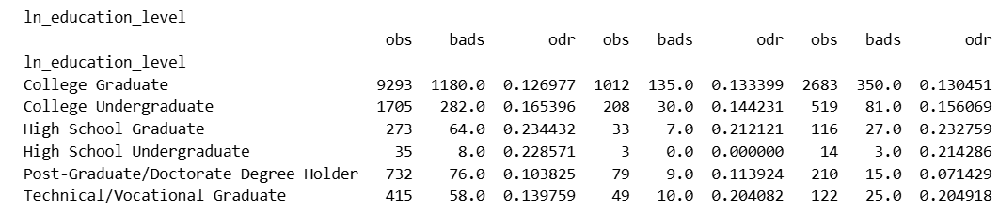 ln_education_level
obs bads odr obs bads odr obs bads odr
ln_education_level
College Graduate 9293 1180.0 0.126977 1012 135.0 0.133399 2683 350.0 0.130451
College Undergraduate 1705 282.0 0.165396 208 30.0 0.144231 519 81.0 0.156069
High School Graduate 273 64.0 0.234432 33 7.0 0.212121 116 27.0 0.232759
High School Undergraduate 35 8.0 0.228571 3 0.0 0.000000 14 3.0 0.214286
Post-Graduate/Doctorate Degree Holder 732 76.0 0.103825 79 9.0 0.113924 210 15.0 0.071429
Technical/Vocational Graduate 415 58.0 0.139759 49 10.0 0.204082 122 25.0 0.204918